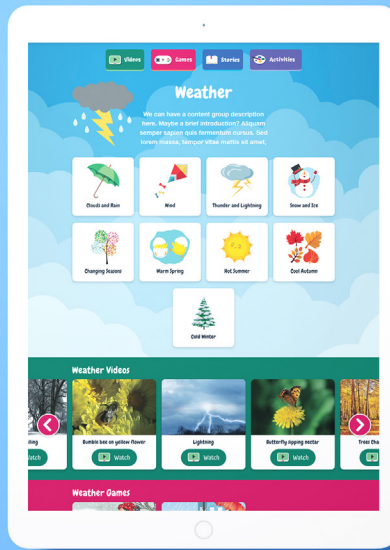 Videos
Games
Stories
Activities
Weather
We can have a content group description
here. Maybe a brief introduction? Aliquam
semper sapien quis fermentum cursus. Sed
lorem massa, tempor vitae mattis sit amet,
Clouds and Rain
Wind
Thunder and Lightning
Snow and Ice
Changing Seasons
Warm Spring
Hot Summer
Cool Autumn
Cold Winter
Weather Videos
Bumble bee on yellow flower
Lightning
Butterfly sipping nectar
Trees Cha
Watch
Watch
Watch
Weather Games